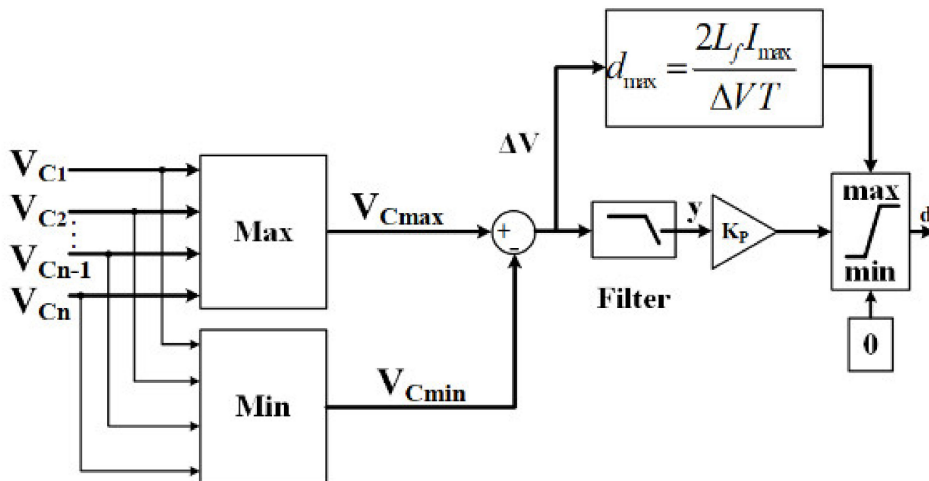 d_max = 2L_f I_max / ΔVT
V_C1
V_C2
V_Cn-1
V_Cn
Max
V_Cmax
+
-
ΔV
y
K_P
max
min
d
Filter
0
Min
V_Cmin